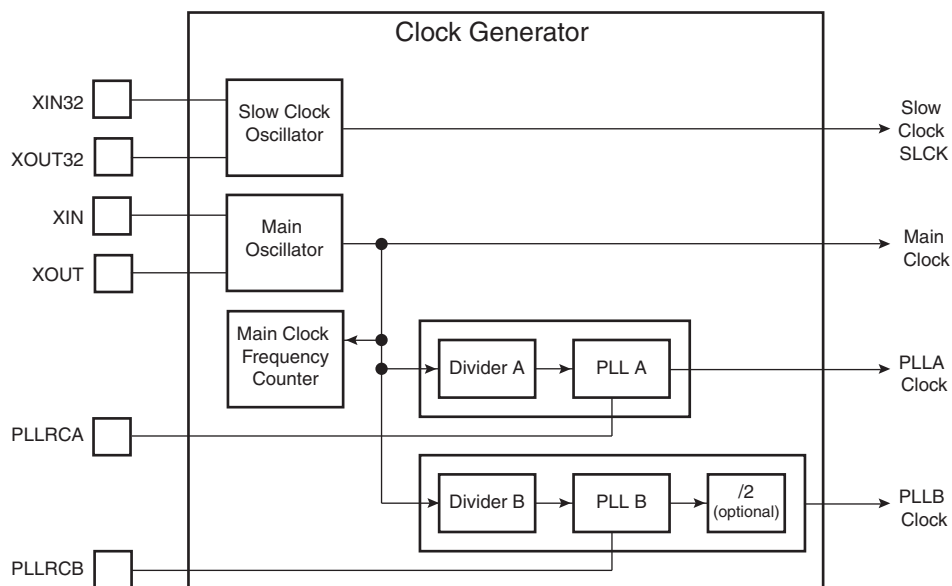 Clock Generator
XIN32
Slow Clock
Oscillator
Slow
Clock
SLCK
XOUT32
XIN
Main
Oscillator
Main
Clock
XOUT
Main Clock
Frequency
Counter
Divider A
PLL A
PLLA
Clock
PLLRCA
Divider B
PLL B
/2
(optional)
PLLB
Clock
PLLRCB